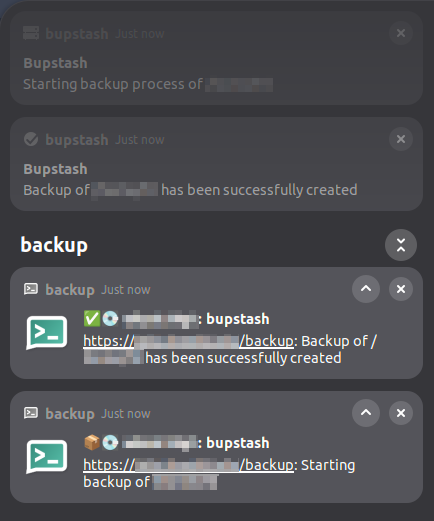 bupstash Just now
Bupstash
Starting backup process of
bupstash Just now
Bupstash
Backup of has been successfully created
backup
backup Just now
: bupstash
https:// /backup: Backup of /
has been successfully created
backup Just now
: bupstash
https:// /backup: Starting
backup of